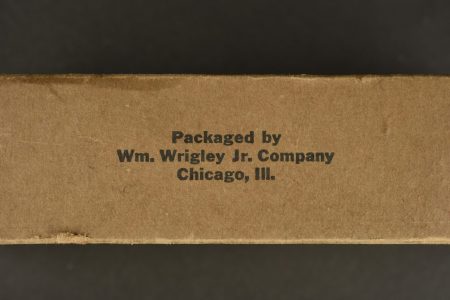 Packaged by
Wm. Wrigley Jr. Company
Chicago, Ill.